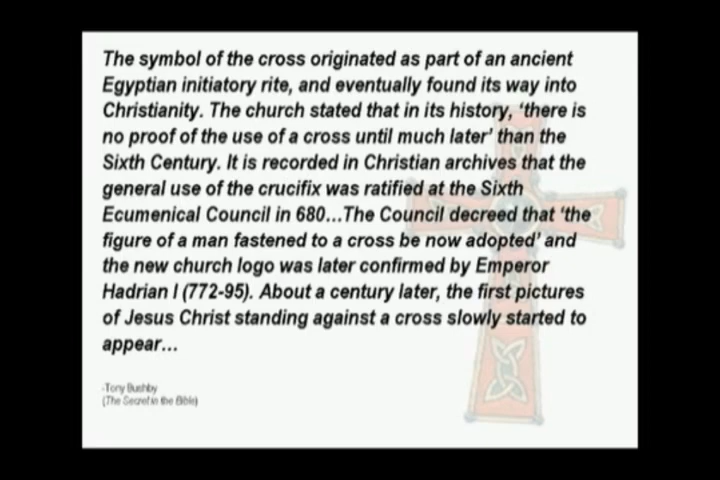 The symbol of the cross originated as part of an ancient
Egyptian initiatory rite, and eventually found its way into
Christianity. The church stated that in its history, ‘there is
no proof of the use of a cross until much later’ than the
Sixth Century. It is recorded in Christian archives that the
general use of the crucifix was ratified at the Sixth
Ecumenical Council in 680...The Council decreed that ‘the
figure of a man fastened to a cross be now adopted’ and
the new church logo was later confirmed by Emperor
Hadrian I (772-95). About a century later, the first pictures
of Jesus Christ standing against a cross slowly started to
appear...
-Tony Bushby
(The Secret in the Bible)